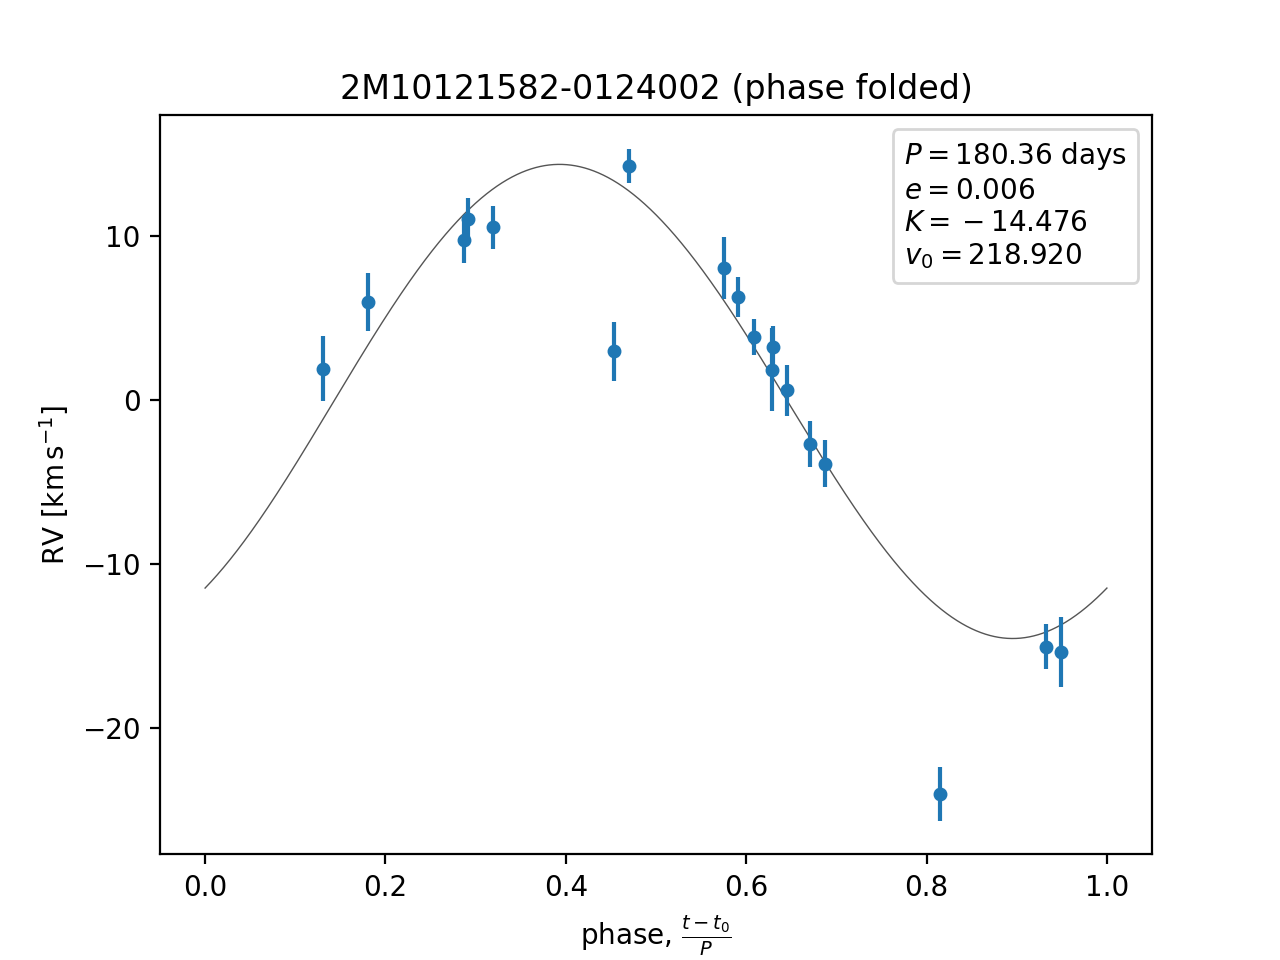 2M10121582-0124002 (phase folded)
P = 180.36 days
e = 0.006
K = −14.476
v₀ = 218.920
10
0
−10
−20
RV [km s⁻¹]
0.0 0.2 0.4 0.6 0.8 1.0
phase, (t − t₀)/P